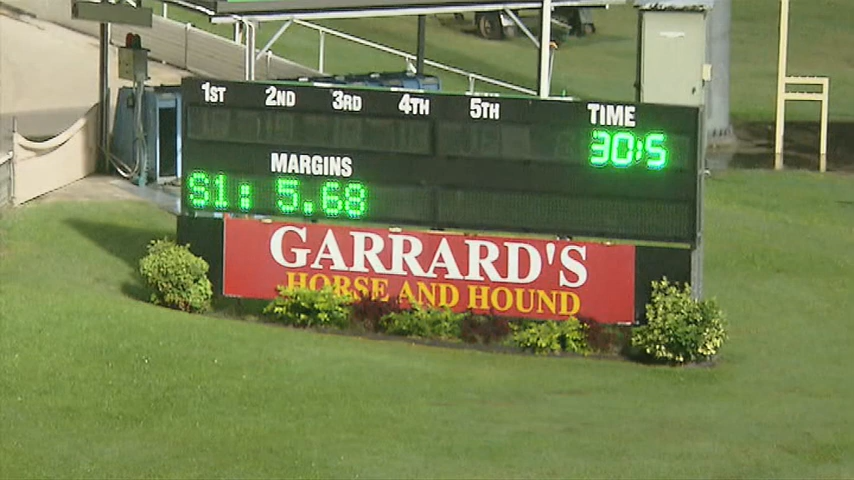 1ST 2ND 3RD 4TH 5TH TIME
30:5
MARGINS
S1: 5.68
GARRARD'S
HORSE AND HOUND